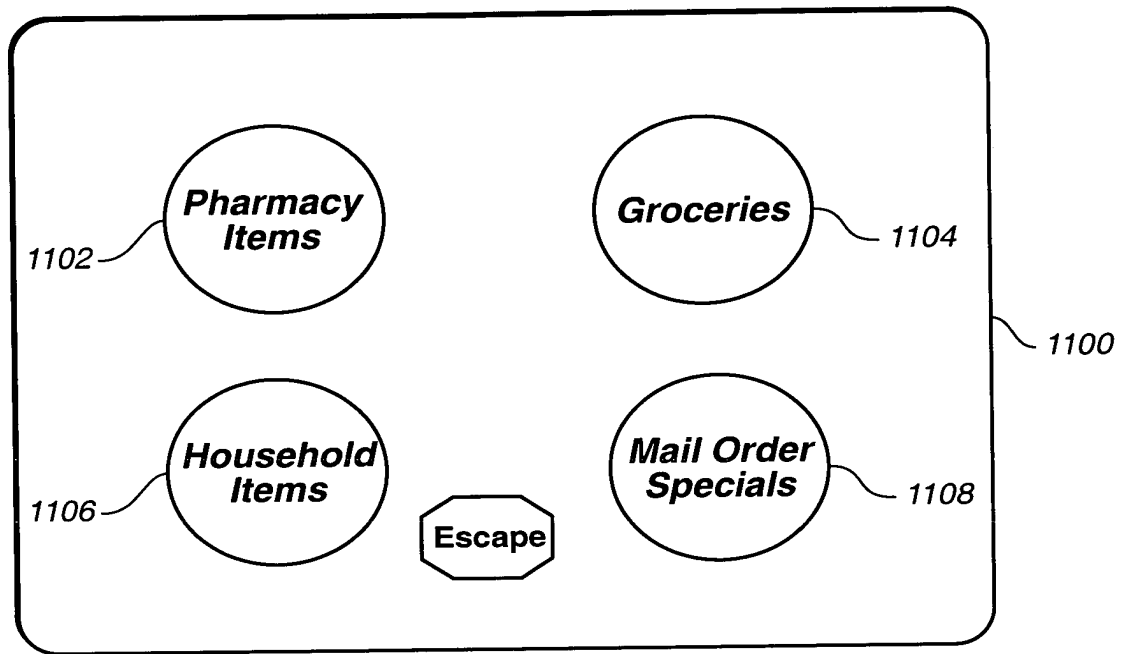 Pharmacy
Items
1102
Groceries
1104
1100
Household
Items
1106
Mail Order
Specials
1108
Escape